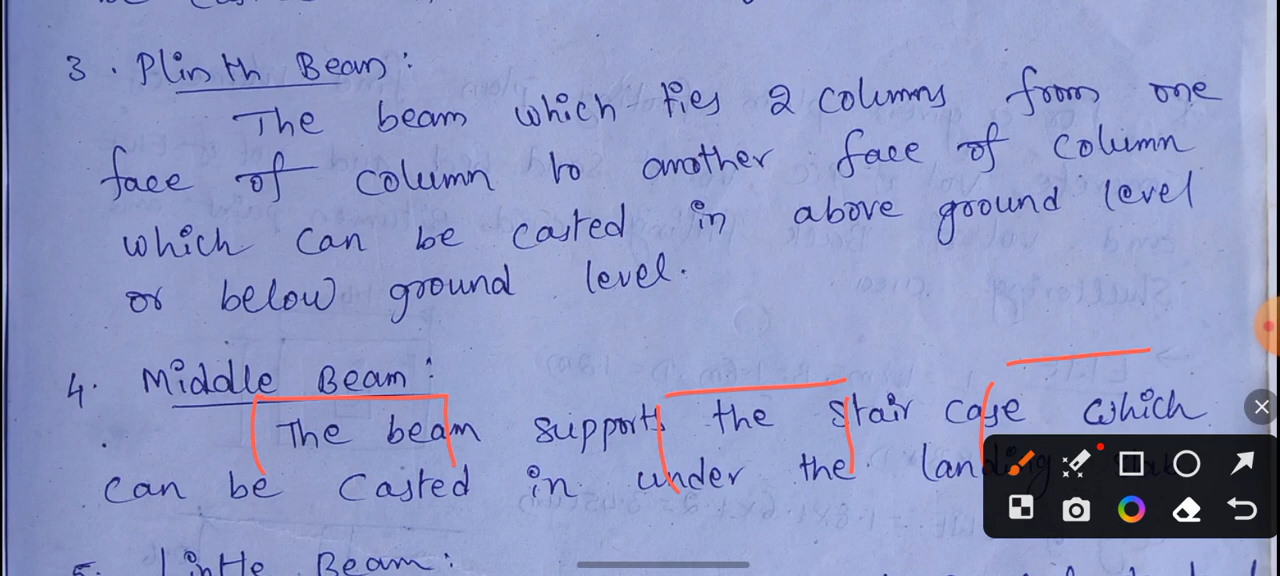 3. Plinth Beam:
The beam which ties 2 columns from one
face of column to another face of column
which can be casted in above ground level
or below ground level.
4. Middle Beam:
The beam supports the stair case which
can be casted in under the landing
5. Beam: